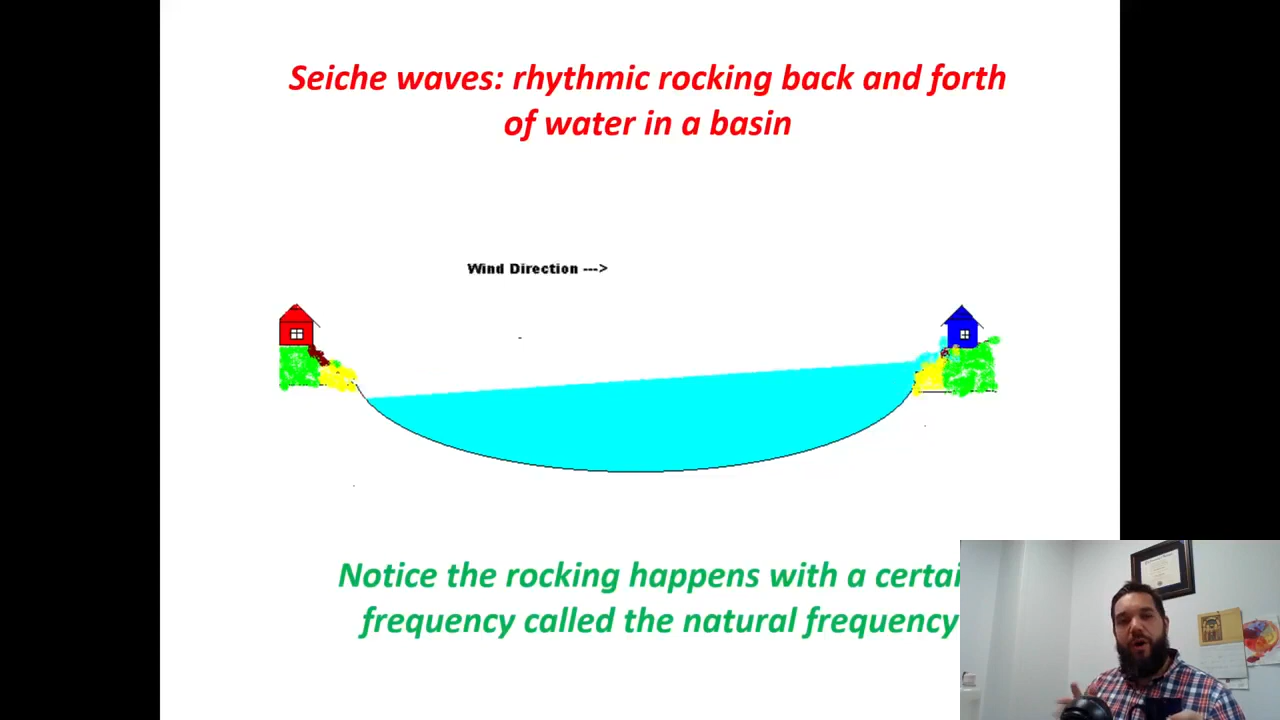 Seiche waves: rhythmic rocking back and forth
of water in a basin
Wind Direction --->
Notice the rocking happens with a
frequency called the natural frequency